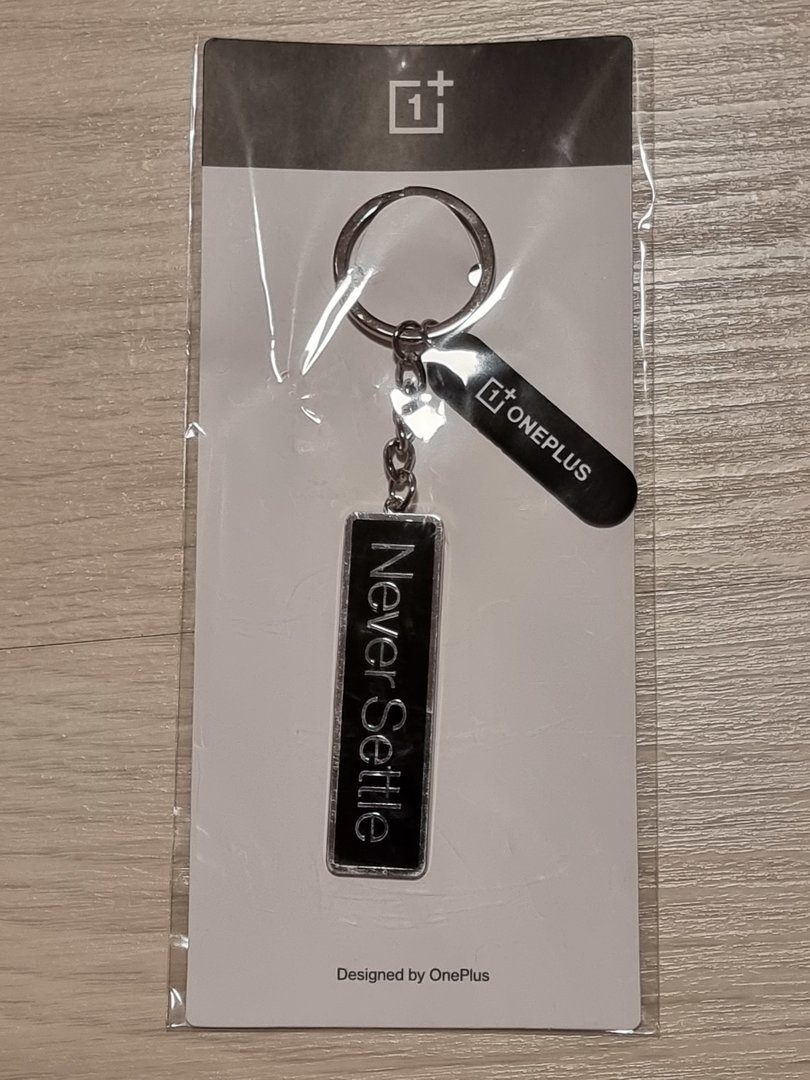 1+
1+ ONEPLUS
Never Settle
Designed by OnePlus